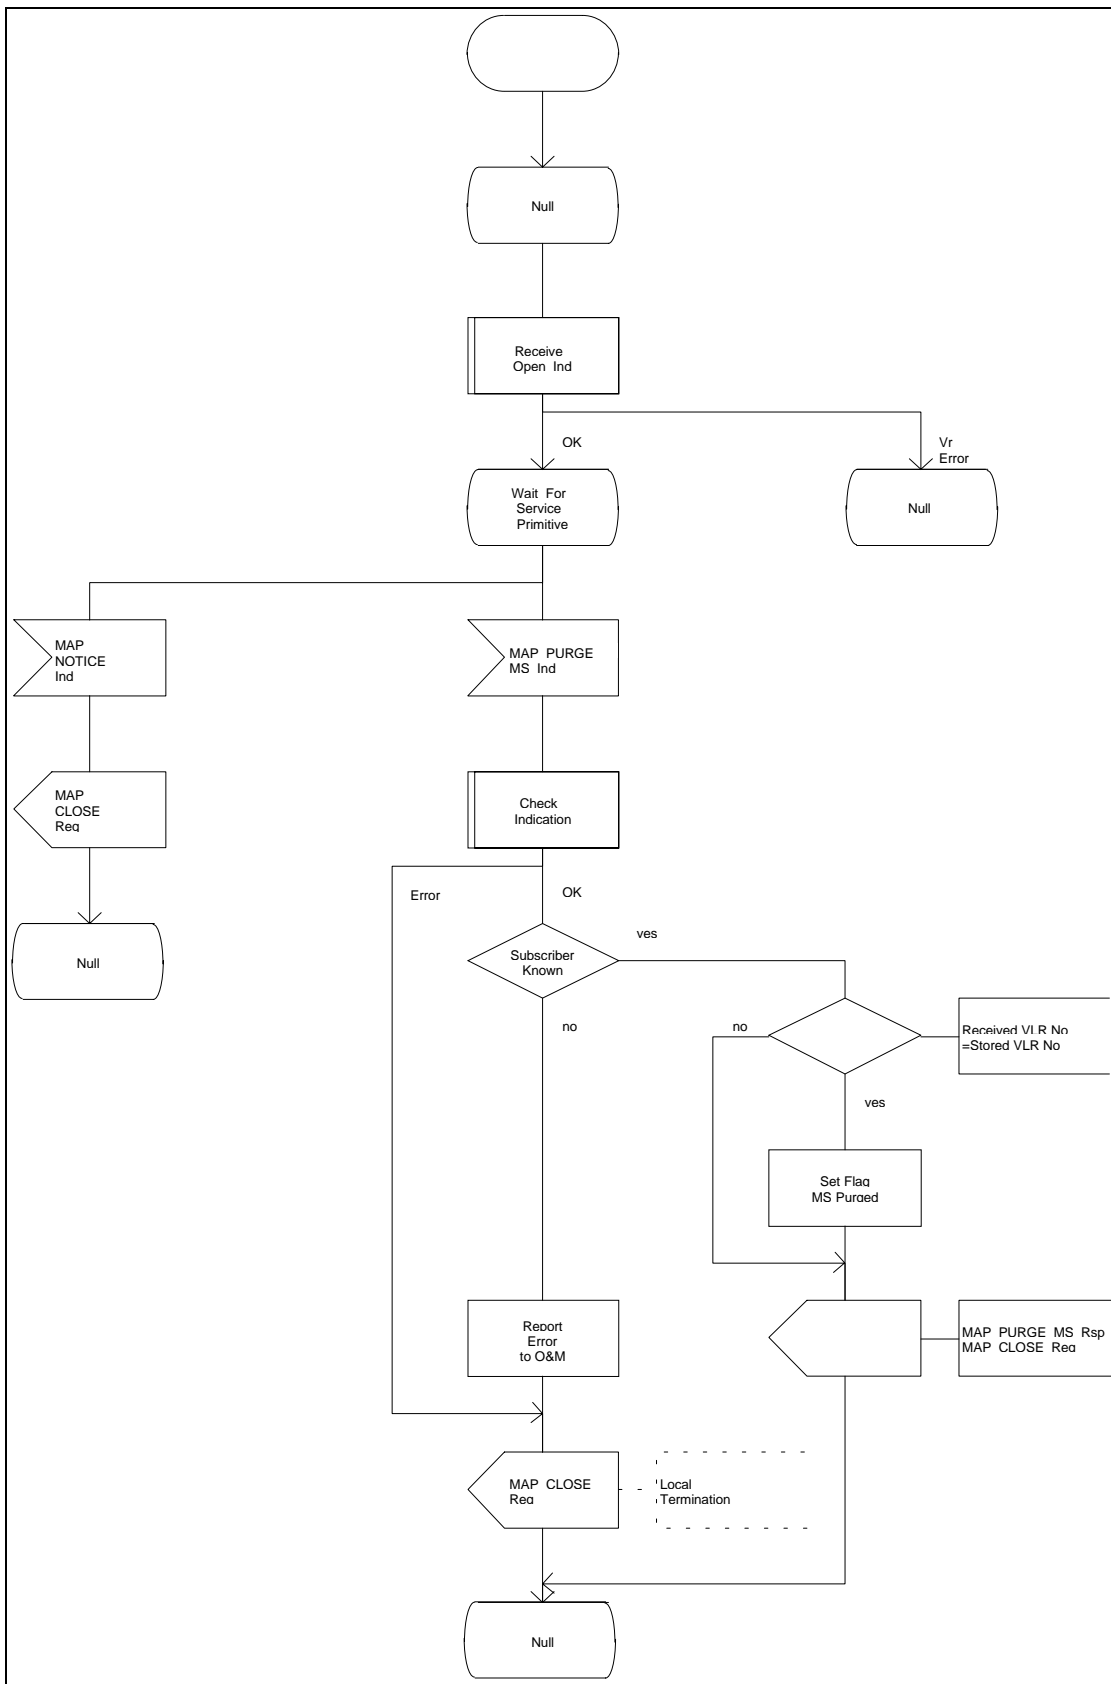 Null
Receive
Open Ind
OK
Vr
Error
Wait For
Service
Primitive
Null
MAP
NOTICE
Ind
MAP PURGE
MS Ind
MAP
CLOSE
Req
Check
Indication
Error
OK
yes
Subscriber
Known
Null
no
no
Received VLR No
=Stored VLR No
yes
Set Flag
MS Purged
Report
Error
to O&M
MAP PURGE MS Rsp
MAP CLOSE Req
MAP CLOSE
Req
Local
Termination
Null